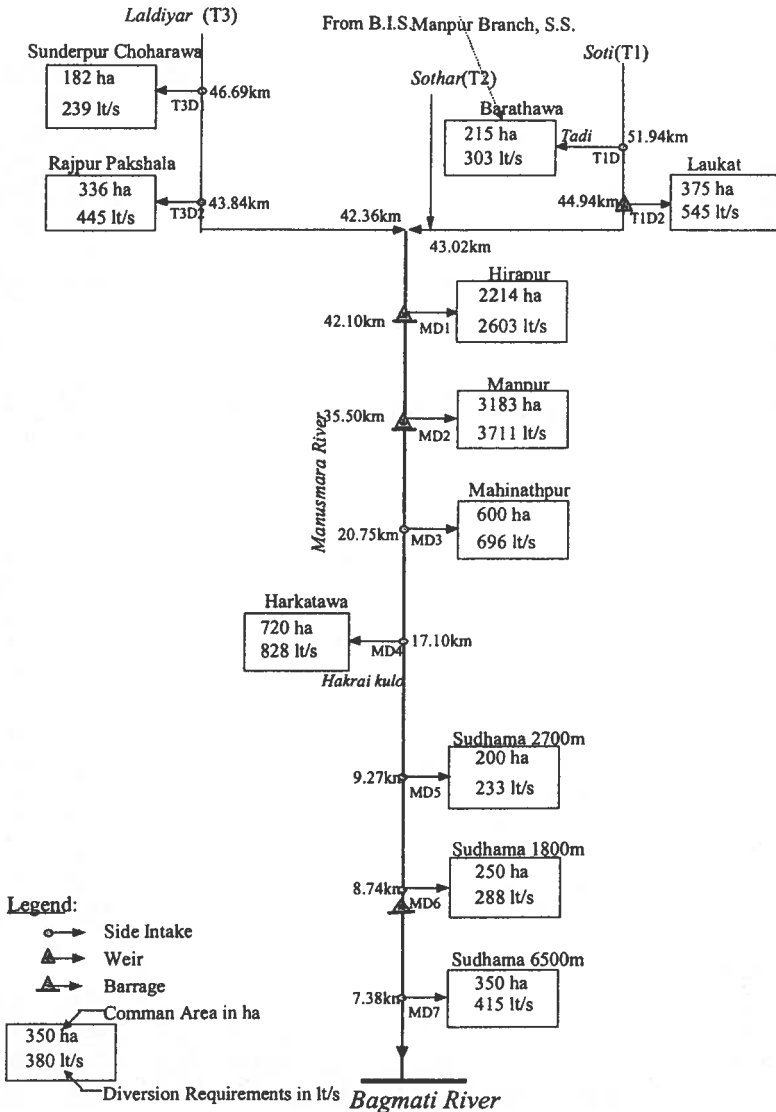 Laldiyar (T3)
From B.I.S.Manpur Branch, S.S.
Soti(T1)
Sunderpur Choharawa
182 ha
239 lt/s
T3D
46.69km
Sothar(T2)
Barathawa
215 ha
303 lt/s
Tadi
T1D
51.94km
Rajpur Pakshala
336 ha
445 lt/s
T3D2
43.84km
Laukat
375 ha
545 lt/s
44.94km
T1D2
42.36km
43.02km
Hirapur
2214 ha
2603 lt/s
42.10km
MD1
Manpur
3183 ha
3711 lt/s
35.50km
MD2
Manusmara River
Mahinathpur
600 ha
696 lt/s
20.75km
MD3
Harkatawa
720 ha
828 lt/s
MD4
17.10km
Hakrai kulo
Sudhama 2700m
200 ha
233 lt/s
9.27km
MD5
Sudhama 1800m
250 ha
288 lt/s
8.74km
MD6
Sudhama 6500m
350 ha
415 lt/s
7.38km
MD7
Legend:
Side Intake
Weir
Barrage
Comman Area in ha
350 ha
380 lt/s
Diversion Requirements in lt/s
Bagmati River